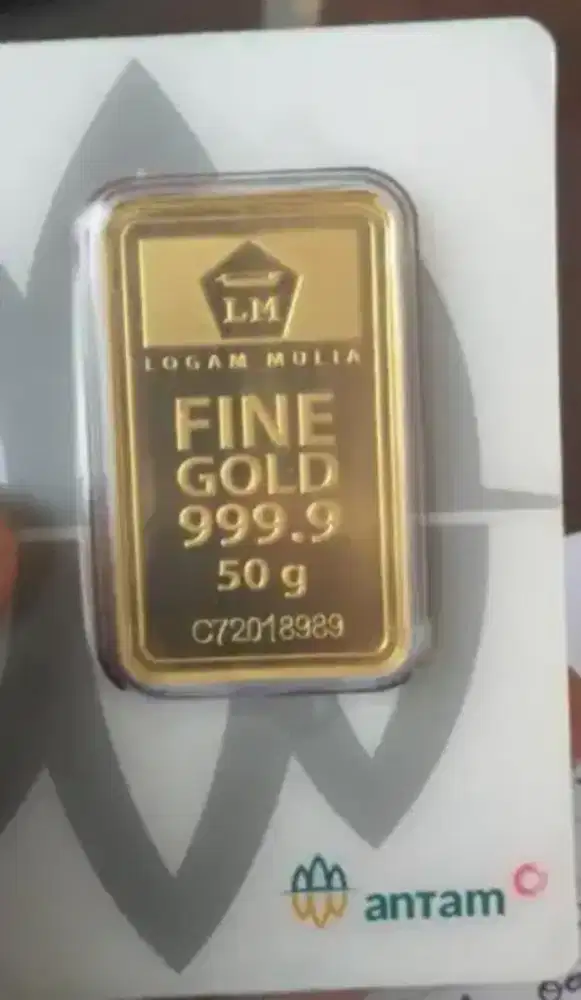 LM
LOGAM MULIA
FINE
GOLD
999.9
50 g
C72018989
antam